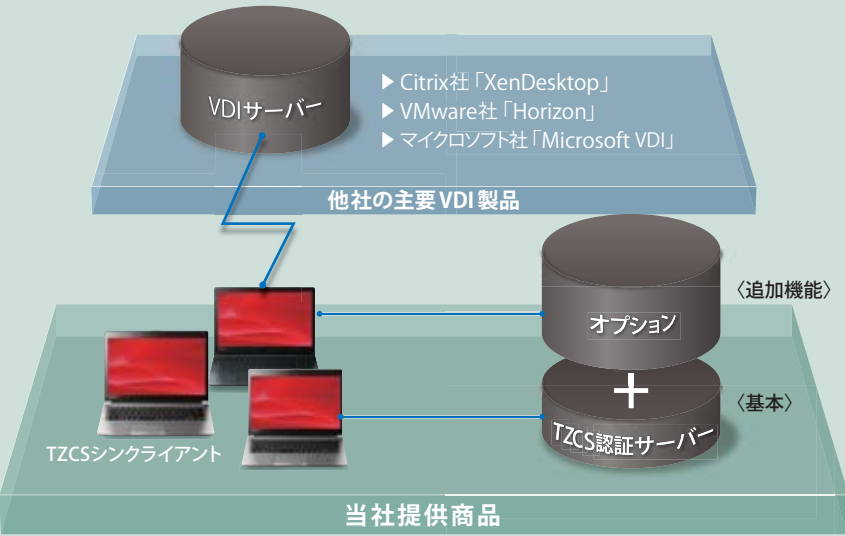 VDIサーバー
▶ Citrix社「XenDesktop」
▶ VMware社「Horizon」
▶ マイクロソフト社「Microsoft VDI」
他社の主要VDI製品
〈追加機能〉
オプション
+
〈基本〉
TZCS認証サーバー
TZCSシンクライアント
当社提供商品